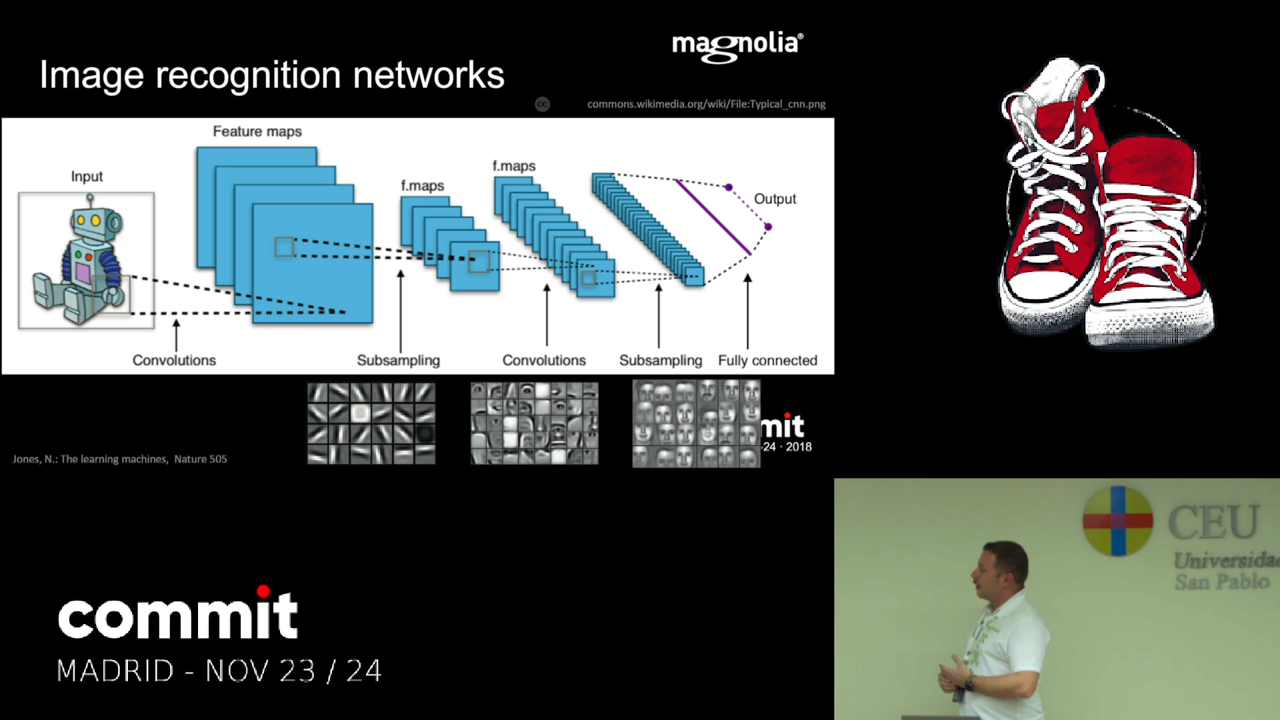 magnolia®
Image recognition networks
cc
commons.wikimedia.org/wiki/File:Typical_cnn.png
Feature maps
Input
f.maps
f.maps
Output
Convolutions
Subsampling
Convolutions
Subsampling
Fully connected
mit
-24 · 2018
Jones, N.: The learning machines, Nature 505
CEU
Universidad
San Pablo
commit
MADRID - NOV 23 / 24